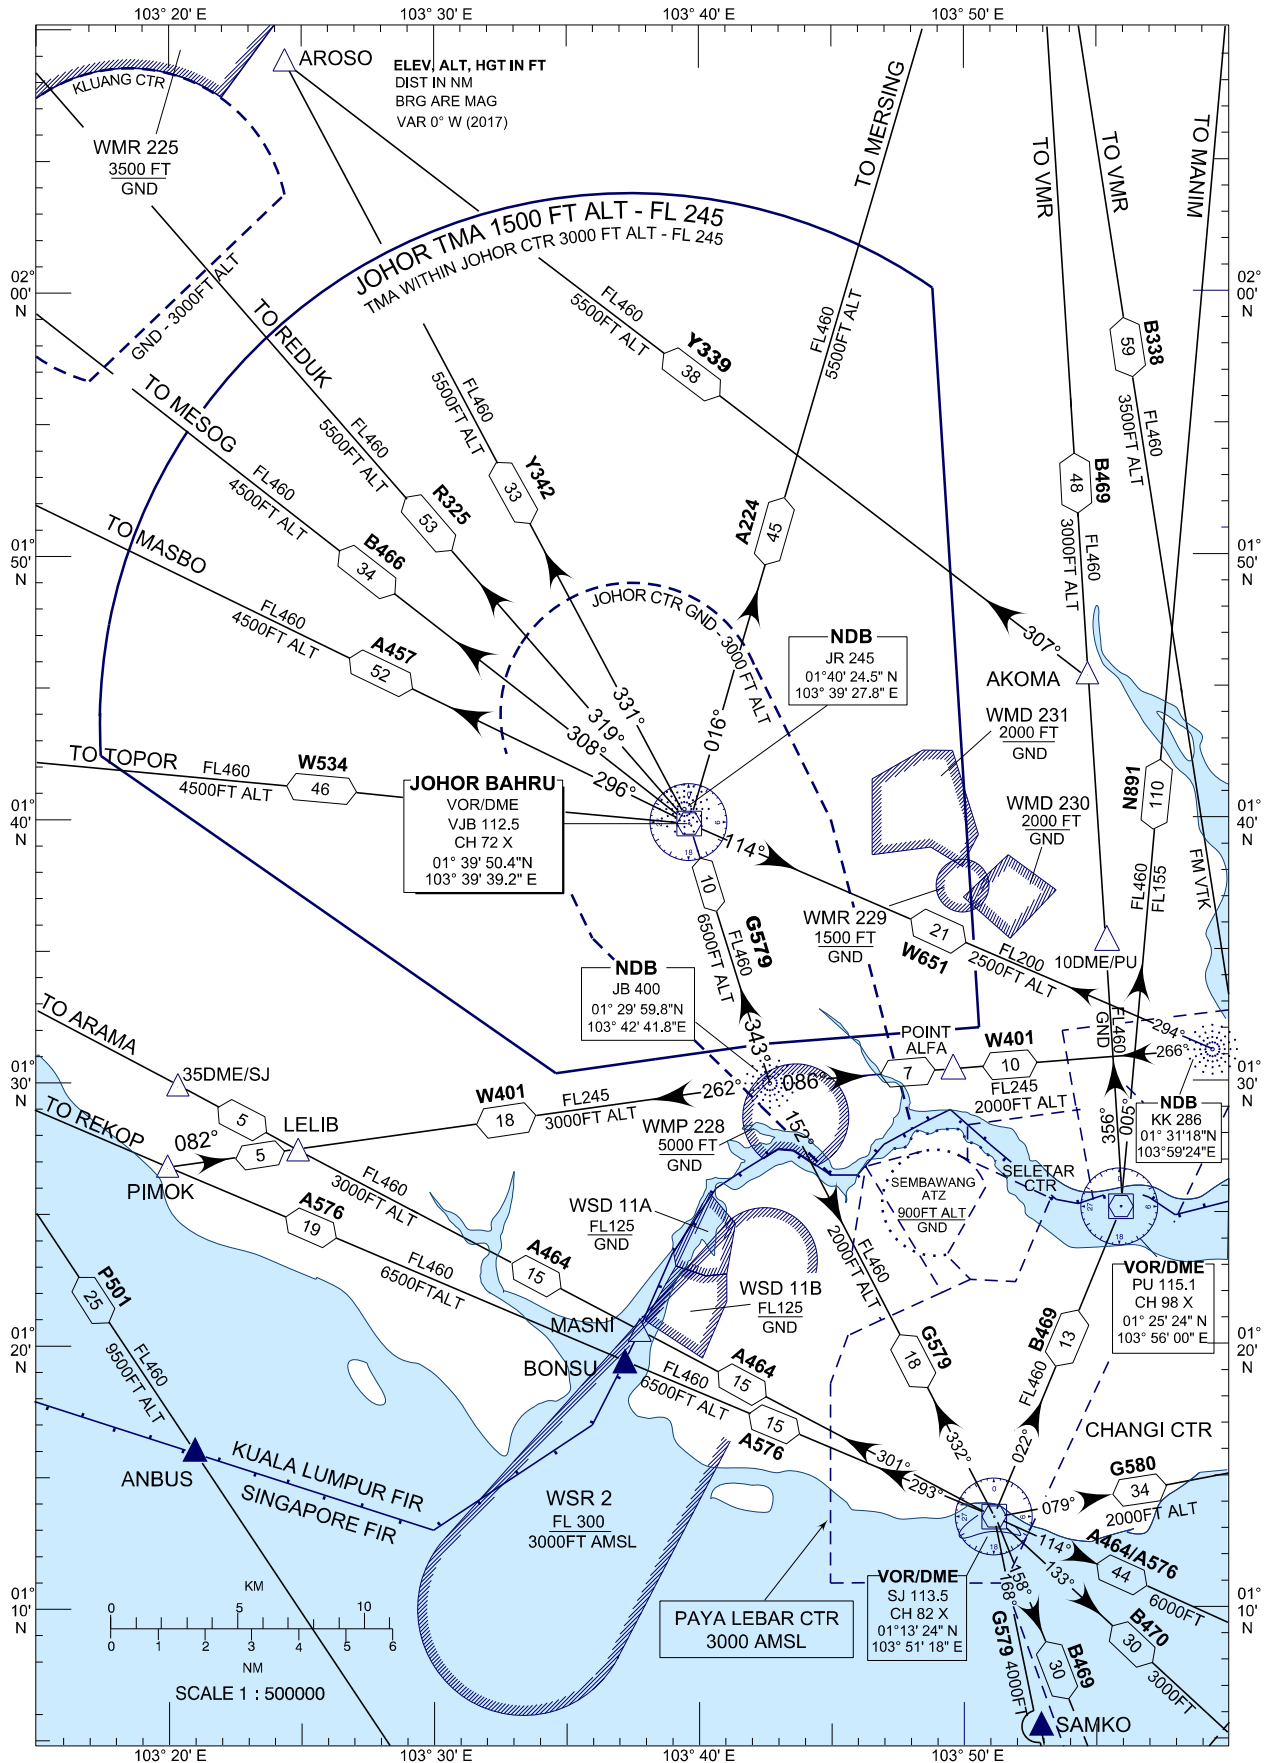 103° 20' E
103° 30' E
103° 40' E
103° 50' E
AROSO
ELEV, ALT, HGT IN FT
DIST IN NM
BRG ARE MAG
VAR 0° W (2017)
KLUANG CTR
WMR 225
3500 FT
GND
TO MERSING
TO VMR
TO VMR
TO MANIM
JOHOR TMA 1500 FT ALT - FL 245
TMA WITHIN JOHOR CTR 3000 FT ALT - FL 245
GND - 3000FT ALT
02°
00'
N
02°
00'
N
TO REDUK
FL460
5500FT ALT
Y339
38
FL460
5500FT ALT
B338
59
FL460
3500FT ALT
TO MESOG
FL460
5500FT ALT
FL460
5500FT ALT
Y342
33
R325
53
FL460
4500FT ALT
B466
34
A224
45
B469
48
FL460
3000FT ALT
TO MASBO
FL460
4500FT ALT
A457
52
01°
50'
N
01°
50'
N
JOHOR CTR GND - 3000 FT ALT
NDB
JR 245
01°40' 24.5" N
103° 39' 27.8" E
307°
AKOMA
331°
319°
308°
296°
016°
WMD 231
2000 FT
GND
TO TOPOR
FL460
4500FT ALT
W534
46
JOHOR BAHRU
VOR/DME
VJB 112.5
CH 72 X
01° 39' 50.4"N
103° 39' 39.2" E
N891
110
FL460
FL155
WMD 230
2000 FT
GND
01°
40'
N
01°
40'
N
114°
FM VTK
10
6500FT ALT
FL460
G579
343°
WMR 229
1500 FT
GND
21
W651
FL200
2500FT ALT
10DME/PU
NDB
JB 400
01° 29' 59.8"N
103° 42' 41.8"E
294°
266°
FL460
GND
POINT
ALFA
W401
10
FL245
2000FT ALT
7
086°
TO ARAMA
35DME/SJ
5
LELIB
01°
30'
N
01°
30'
N
W401
18
FL245
3000FT ALT
262°
NDB
KK 286
01° 31'18"N
103°59'24"E
TO REKOP
082°
5
PIMOK
WMP 228
5000 FT
GND
152°
356°
005°
SELETAR
CTR
SEMBAWANG
ATZ
900FT ALT
GND
FL460
3000FT ALT
A576
19
FL460
6500FTALT
WSD 11A
FL125
GND
FL460
2000FT ALT
A464
15
WSD 11B
FL125
GND
VOR/DME
PU 115.1
CH 98 X
01° 25' 24" N
103° 56' 00" E
P501
25
FL460
9500FT ALT
MASNI
BONSU
G579
18
B469
13
FL460
01°
20'
N
01°
20'
N
A464
15
FL460
6500FT ALT
15
A576
CHANGI CTR
332°
022°
301°
293°
G580
34
079°
2000FT ALT
ANBUS
KUALA LUMPUR FIR
SINGAPORE FIR
WSR 2
FL 300
3000FT AMSL
114°
A464/A576
44
6000FT
133°
158°
168°
B470
30
3000FT
VOR/DME
SJ 113.5
CH 82 X
01°13' 24" N
103° 51' 18" E
PAYA LEBAR CTR
3000 AMSL
G579
4000FT
B469
30
SAMKO
01°
10'
N
01°
10'
N
KM
0 5 10
0 1 2 3 4 5 6
NM
SCALE 1 : 500000
103° 20' E
103° 30' E
103° 40' E
103° 50' E